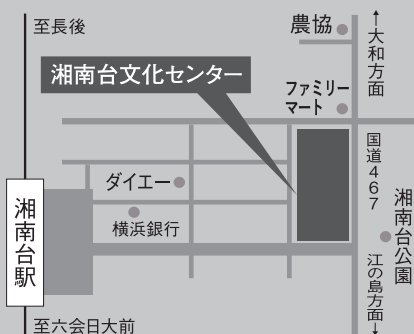 至長後
農協
↑大和方面
湘南台文化センター
ファミリー
マート
国道467
ダイエー
横浜銀行
湘南台駅
湘南台公園
江の島方面↓
至六会日大前